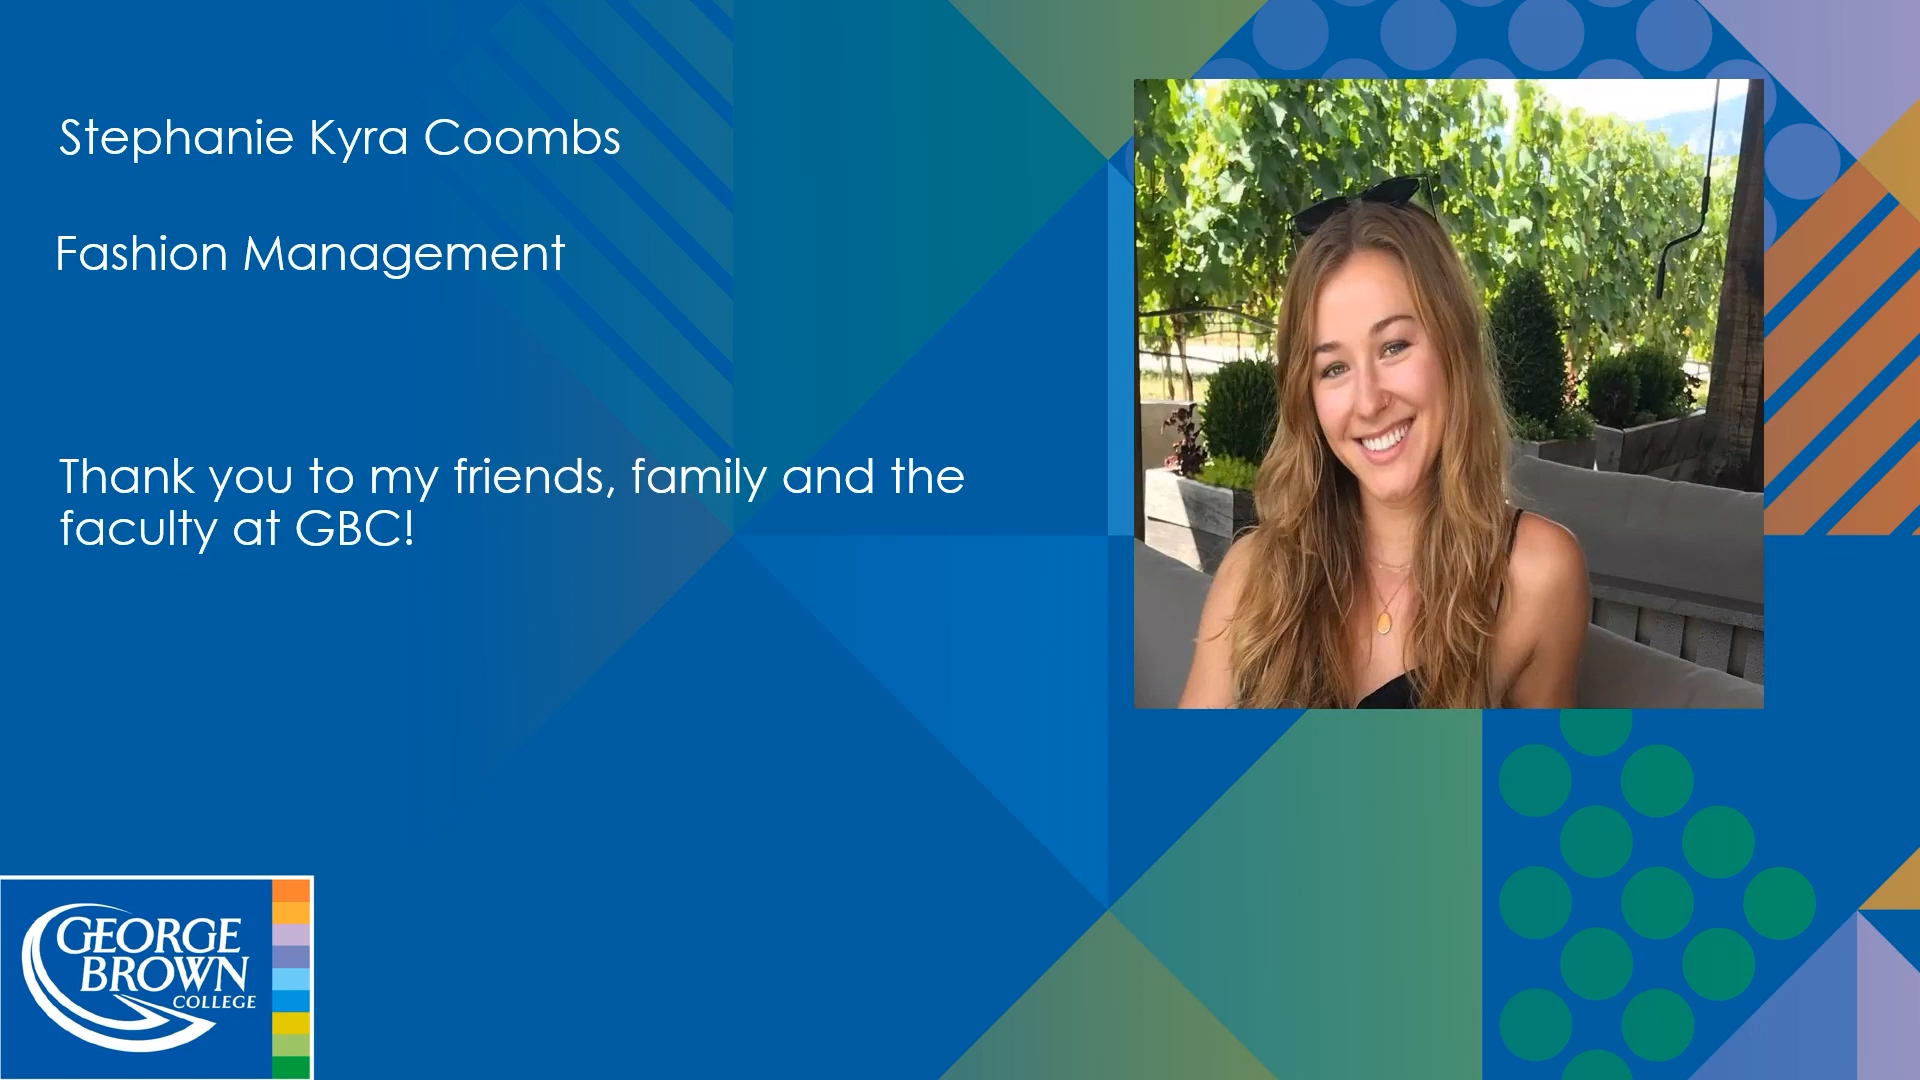 Stephanie Kyra Coombs
Fashion Management
Thank you to my friends, family and the
faculty at GBC!
GEORGE
BROWN
COLLEGE